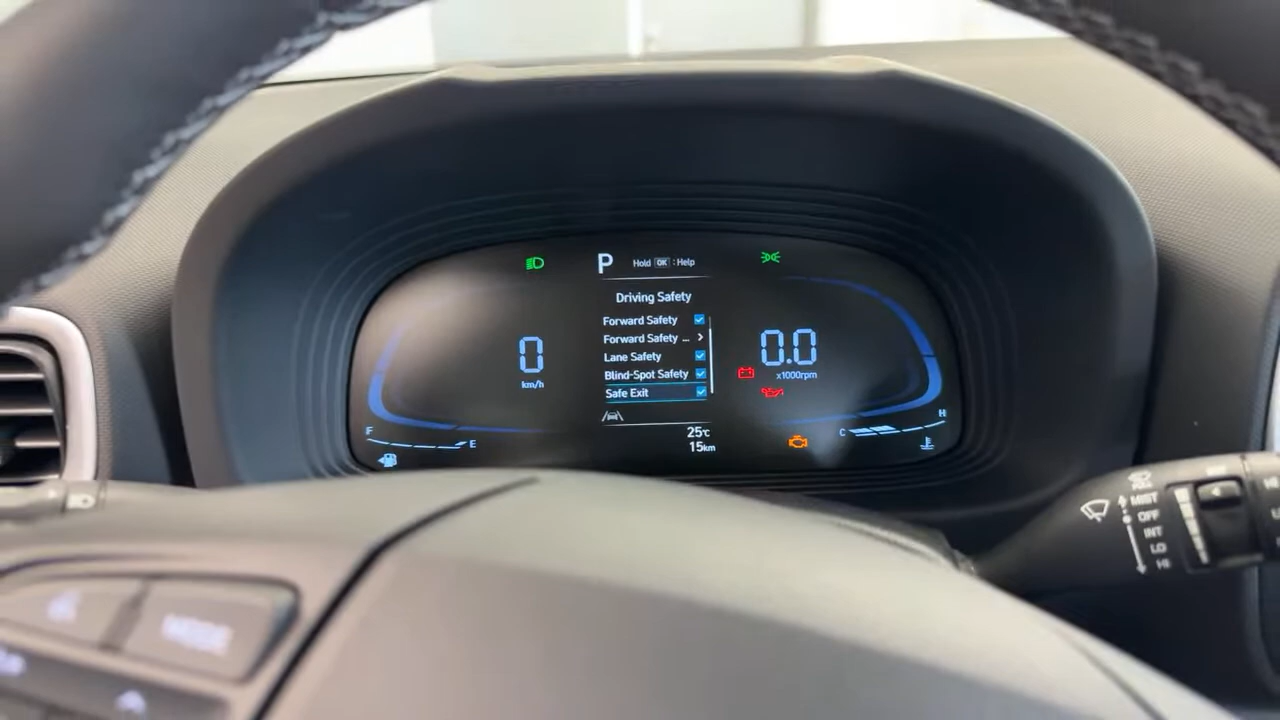 P Hold OK : Help
Driving Safety
Forward Safety
Forward Safety ... >
Lane Safety
Blind-Spot Safety
Safe Exit
0
km/h
0.0
x1000rpm
F E
C H
25℃
15km
MIST
OFF
INT
LO
HI
MODE